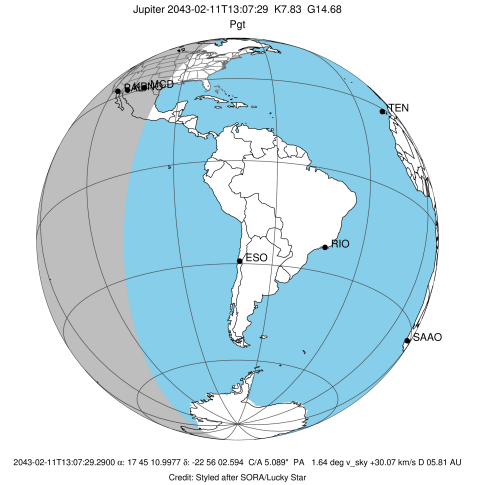 Jupiter 2043-02-11T13:07:29 K7.83 G14.68
Pgt
MCD
TEN
RIO
ESO
SAAO
2043-02-11T13:07:29.2900 α: 17 45 10.9977 δ: -22 56 02.594 C/A 5.089" PA 1.64 deg v_sky +30.07 km/s D 05.81 AU
Credit: Styled after SORA/Lucky Star